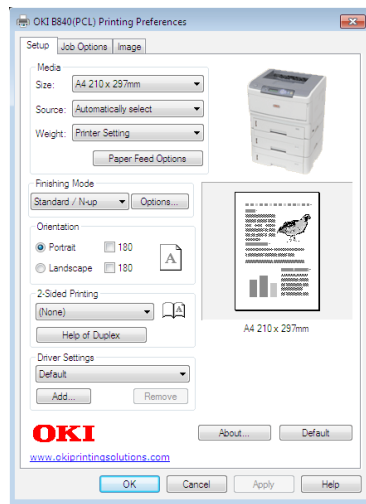 OKI B840(PCL) Printing Preferences
Setup Job Options Image
Media
Size: A4 210 x 297mm
Source: Automatically select
Weight: Printer Setting
Paper Feed Options
Finishing Mode
Standard / N-up Options...
Orientation
Portrait 180
Landscape 180
A
2-Sided Printing
(None)
A
Help of Duplex
A4 210 x 297mm
Driver Settings
Default
Add... Remove
OKI
About... Default
www.okiprintingsolutions.com
OK Cancel Apply Help